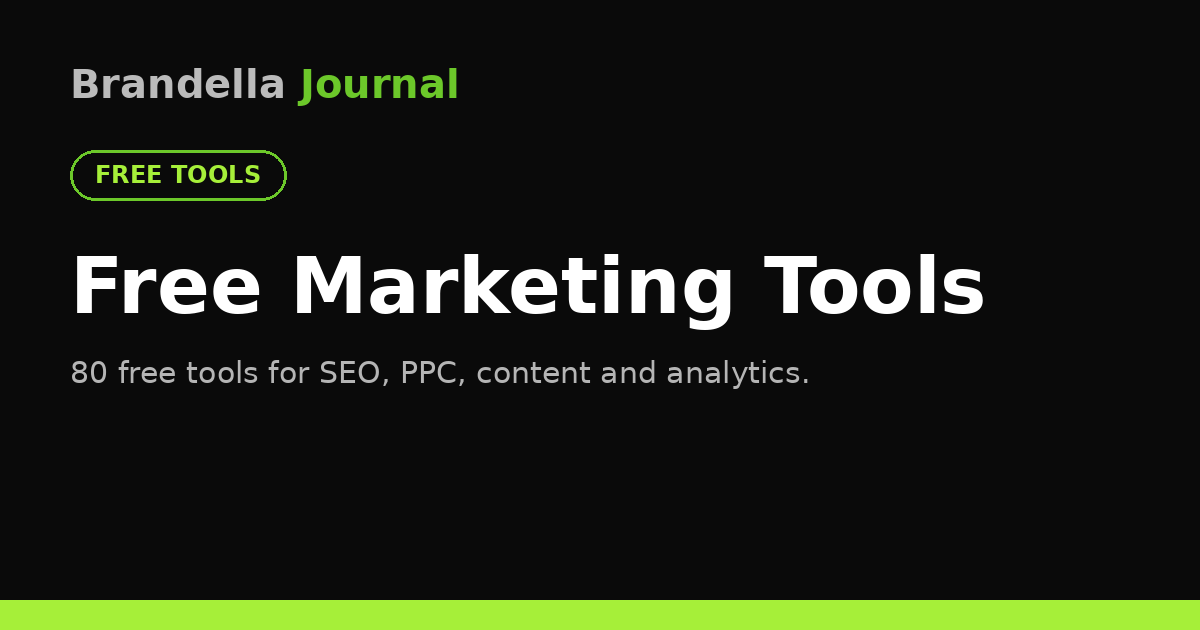 Brandella Journal
FREE TOOLS
Free Marketing Tools
80 free tools for SEO, PPC, content and analytics.